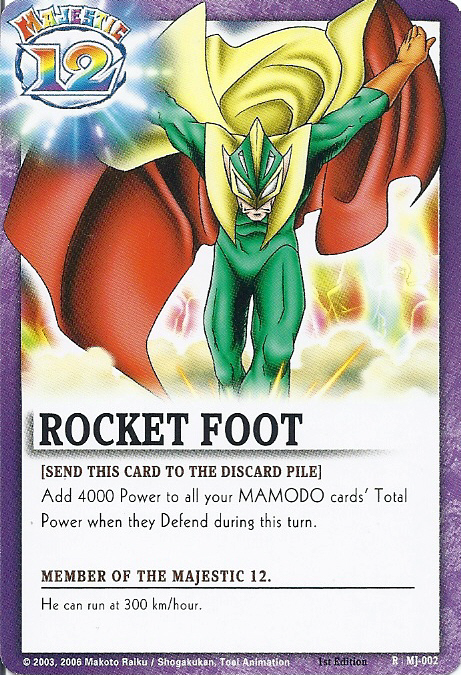 MAJESTIC
12
ROCKET FOOT
[SEND THIS CARD TO THE DISCARD PILE]
Add 4000 Power to all your MAMODO cards' Total
Power when they Defend during this turn.
MEMBER OF THE MAJESTIC 12.
He can run at 300 km/hour.
© 2003, 2006 Makoto Raiku / Shogakukan, Toei Animation 1st Edition R MJ-002